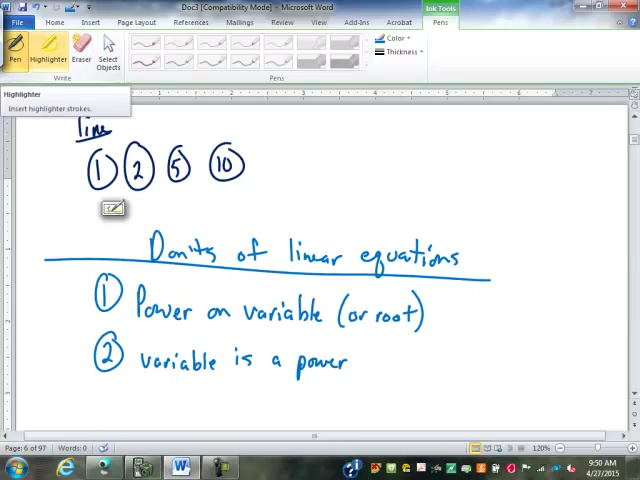 Doc3 [Compatibility Mode] - Microsoft Word
Ink Tools
File Home Insert Page Layout References Mailings Review View Add-Ins Acrobat Pens
Color
Thickness
Pen Highlighter Eraser Select Objects
Write
Pens
Highlighter
Insert highlighter strokes.
line
1 2 5 10
Donits of linear equations
1 Power on variable (or root)
2 variable is a power
Page: 6 of 97 Words: 0 120%
9:50 AM
4/27/2015